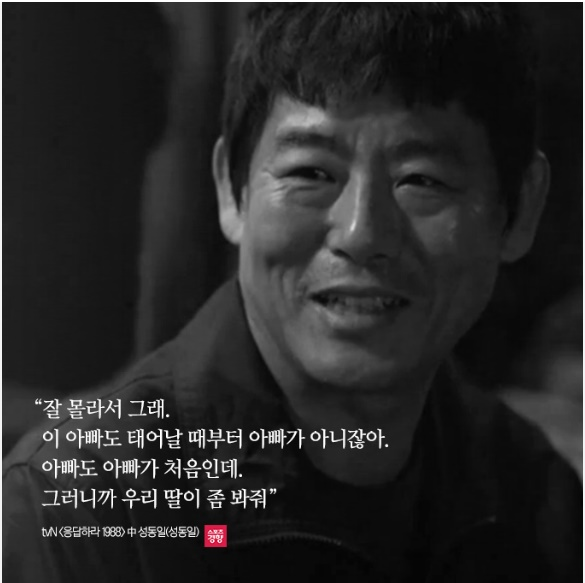 “잘 몰라서 그래.
이 아빠도 태어날 때부터 아빠가 아니잖아.
아빠도 아빠가 처음인데.
그러니까 우리 딸이 좀 봐줘”
tvN <응답하라 1988> 中 성동일(성동일)
스포츠
경향